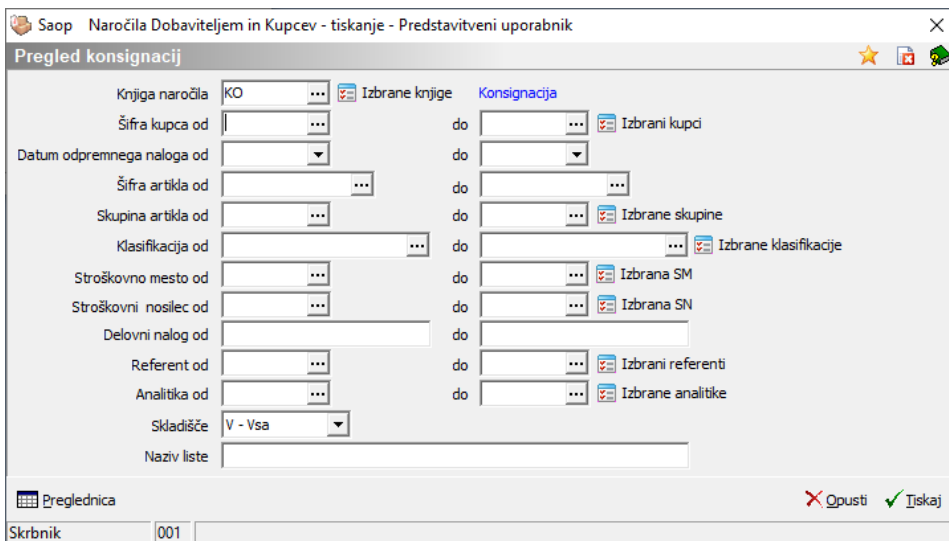 Saop Naročila Dobaviteljem in Kupcev - tiskanje - Predstavitveni uporabnik
Pregled konsignacij
Knjiga naročila KO ... Izbrane knjige Konsignacija
Šifra kupca od ... do ... Izbrani kupci
Datum odpremnega naloga od do
Šifra artikla od ... do ...
Skupina artikla od ... do ... Izbrane skupine
Klasifikacija od ... do ... Izbrane klasifikacije
Stroškovno mesto od ... do ... Izbrana SM
Stroškovni nosilec od ... do ... Izbrana SN
Delovni nalog od do
Referent od ... do ... Izbrani referenti
Analitika od ... do ... Izbrane analitike
Skladišče V - Vsa
Naziv liste
Preglednica Opusti Tiskaj
Skrbnik 001